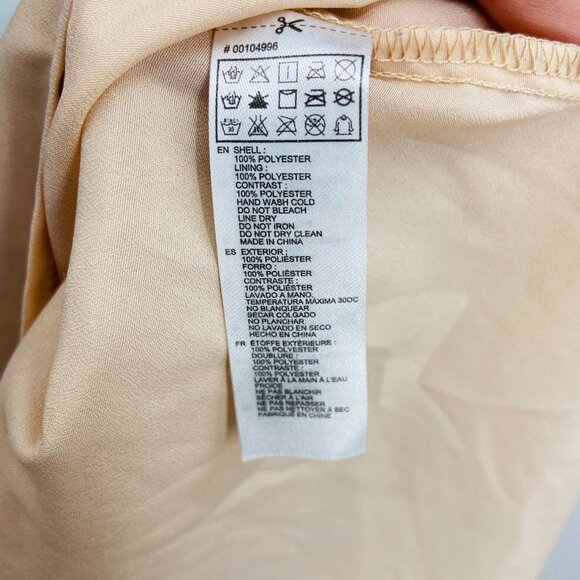 # 00104996
EN SHELL :
100% POLYESTER
LINING :
100% POLYESTER
CONTRAST :
100% POLYESTER
HAND WASH COLD
DO NOT BLEACH
LINE DRY
DO NOT IRON
DO NOT DRY CLEAN
MADE IN CHINA
ES EXTERIOR :
100% POLIÉSTER
FORRO :
100% POLIÉSTER
CONTRASTE :
100% POLIÉSTER
LAVADO A MANO.
TEMPERATURA MÁXIMA 30OC
NO BLANQUEAR
SECAR COLGADO
NO PLANCHAR
NO LAVADO EN SECO
HECHO EN CHINA
FR ÉTOFFE EXTÉRIEURE :
100% POLYESTER
DOUBLURE :
100% POLYESTER
CONTRASTE :
100% POLYESTER
LAVER À LA MAIN À L'EAU
FROIDE
NE PAS BLANCHIR
SÉCHER À L'AIR
NE PAS REPASSER
NE PAS NETTOYER À SEC
FABRIQUÉ EN CHINE